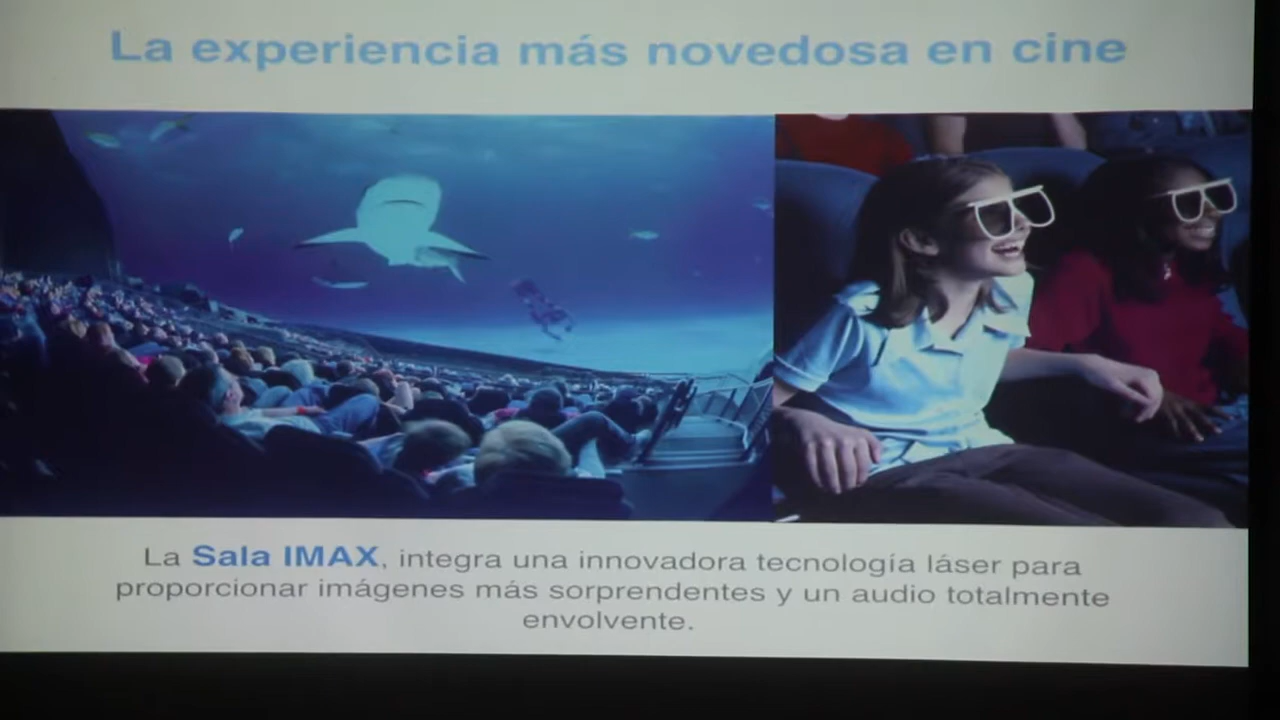 La experiencia más novedosa en cine
La Sala IMAX, integra una innovadora tecnología láser para
proporcionar imágenes más sorprendentes y un audio totalmente
envolvente.